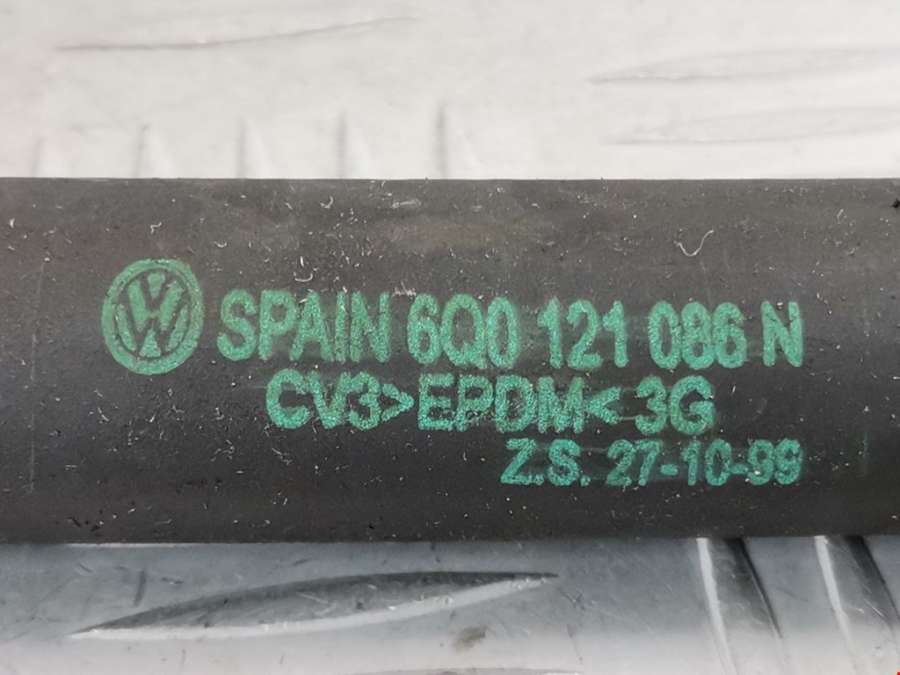 SPAIN 6Q0 121 086 N
CV3>EPDM<3G
Z.S. 27-10-99